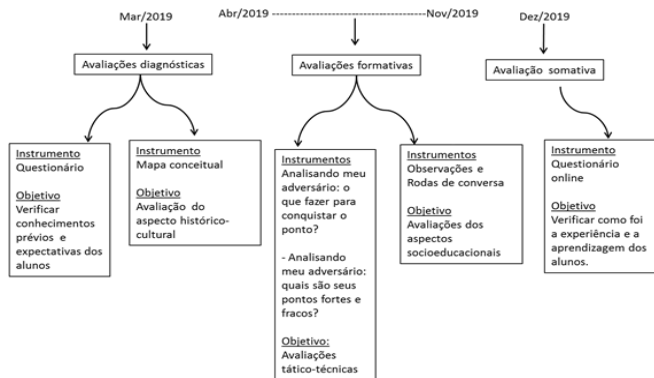 Mar/2019
Abr/2019 ---------------------------- Nov/2019
Dez/2019
Avaliações diagnósticas
Avaliações formativas
Avaliação somativa
Instrumento
Questionário
Objetivo
Verificar
conhecimentos
prévios e
expectativas dos
alunos
Instrumento
Mapa conceitual
Objetivo
Avaliação do
aspecto histórico-
cultural
Instrumentos
Analisando meu
adversário: o
que fazer para
conquistar o
ponto?
- Analisando
meu adversário:
quais são seus
pontos fortes e
fracos?
Objetivo:
Avaliações
tático-técnicas
Instrumentos
Observações e
Rodas de conversa
Objetivo
Avaliações dos
aspectos
socioeducacionais
Instrumento
Questionário
online
Objetivo
Verificar como foi
a experiência e a
aprendizagem dos
alunos.